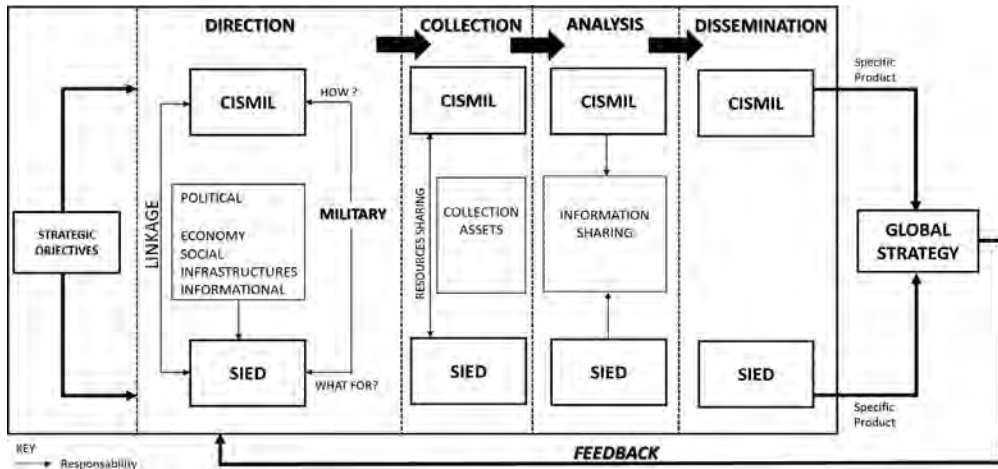 DIRECTION
COLLECTION
ANALYSIS
DISSEMINATION
CISMIL
HOW ?
CISMIL
CISMIL
CISMIL
Specific
Product
STRATEGIC
OBJECTIVES
LINKAGE
POLITICAL
ECONOMY
SOCIAL
INFRASTRUCTURES
INFORMATIONAL
MILITARY
RESOURCES SHARING
COLLECTION
ASSETS
INFORMATION
SHARING
GLOBAL
STRATEGY
SIED
WHAT FOR?
SIED
SIED
SIED
Specific
Product
KEY
Responsability
FEEDBACK